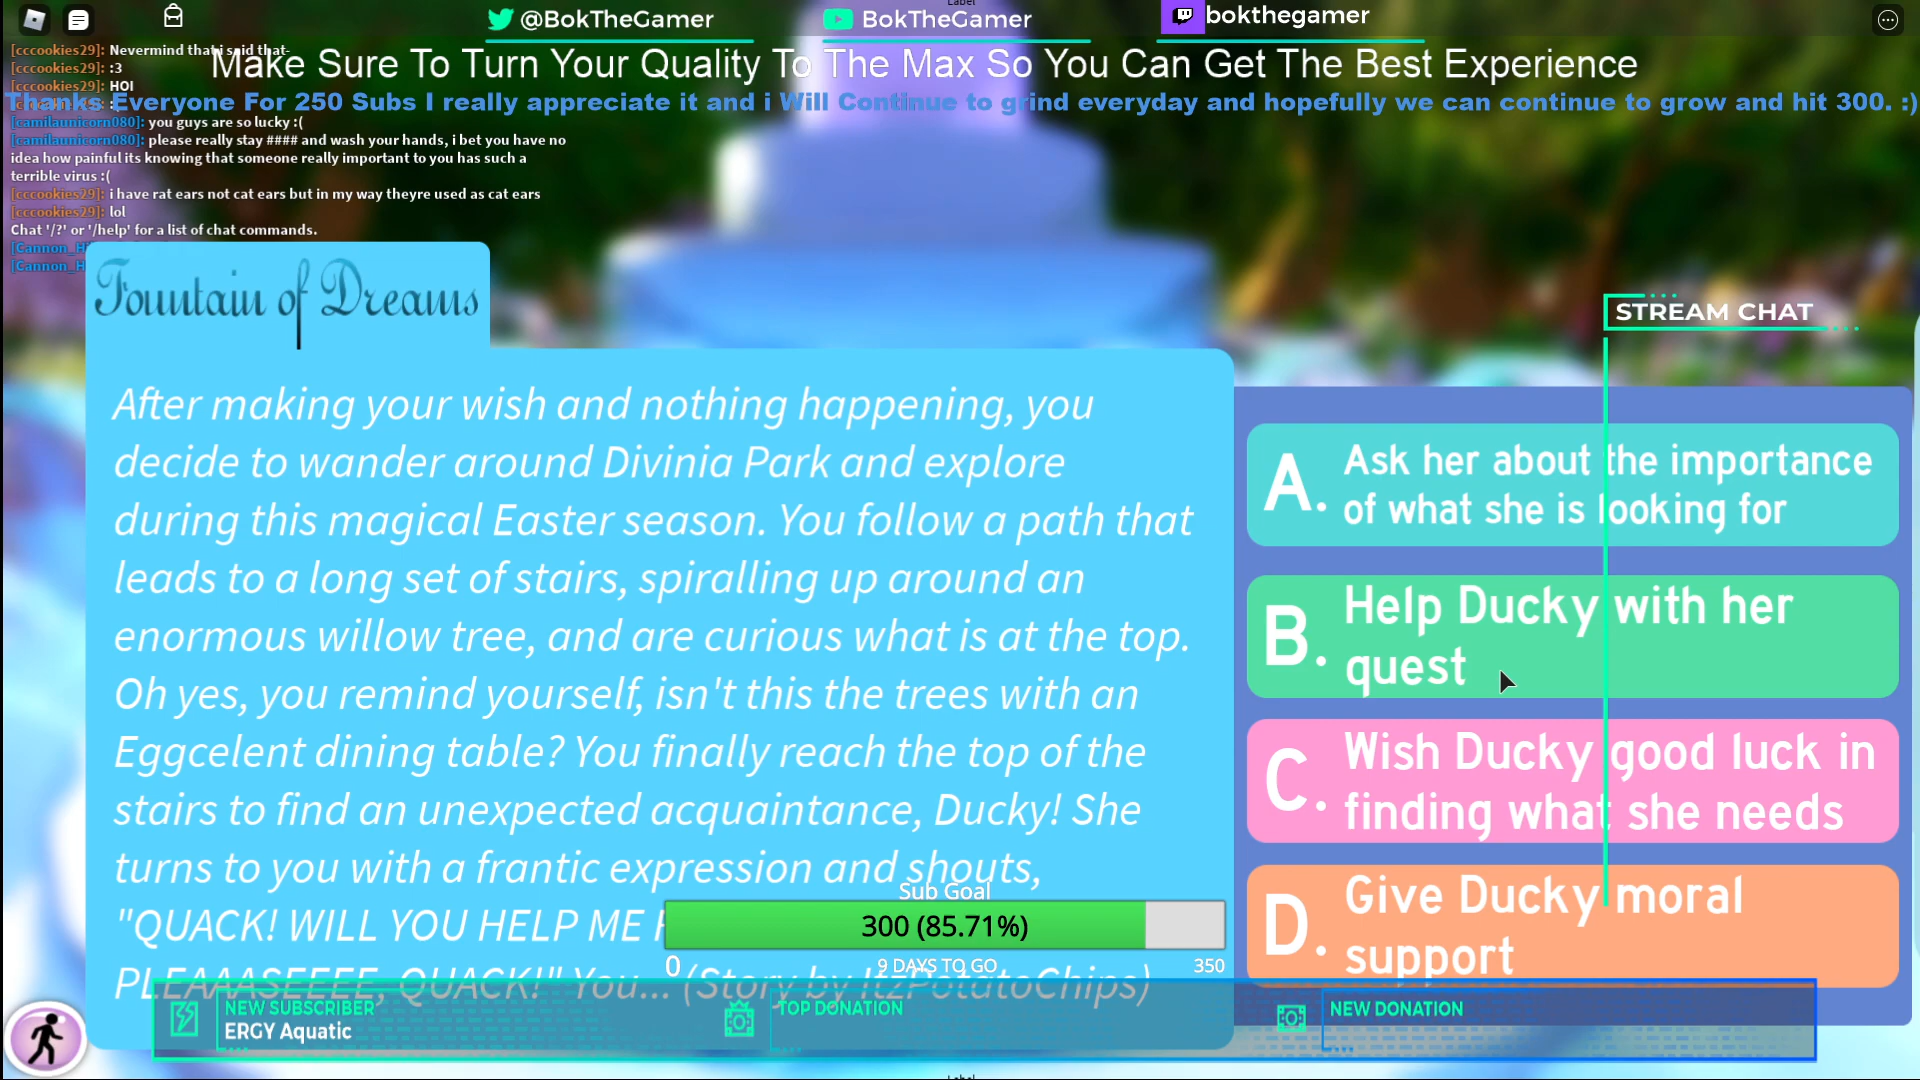 Label
@BokTheGamer
BokTheGamer
bokthegamer
[cccookies29]: Nevermind that i said that-
[cccookies29]: :3
[cccookies29]: HOI
Make Sure To Turn Your Quality To The Max So You Can Get The Best Experience
Thanks Everyone For 250 Subs I really appreciate it and i Will Continue to grind everyday and hopefully we can continue to grow and hit 300. :)
[camilaunicorn080]: you guys are so lucky :(
[camilaunicorn080]: please really stay #### and wash your hands, i bet you have no
idea how painful its knowing that someone really important to you has such a
terrible virus :(
[cccookies29]: i have rat ears not cat ears but in my way theyre used as cat ears
[cccookies29]: lol
Chat '/?' or '/help' for a list of chat commands.
Fountain of Dreams
After making your wish and nothing happening, you
decide to wander around Divinia Park and explore
during this magical Easter season. You follow a path that
leads to a long set of stairs, spiralling up around an
enormous willow tree, and are curious what is at the top.
Oh yes, you remind yourself, isn't this the trees with an
Eggcelent dining table? You finally reach the top of the
stairs to find an unexpected acquaintance, Ducky! She
turns to you with a frantic expression and shouts,
"QUACK! WILL YOU HELP ME
PLEAAASEEEE, QUACK!" You... (Story by ItzPotatoChips)
STREAM CHAT
A. Ask her about the importance
of what she is looking for
B. Help Ducky with her
quest
C. Wish Ducky good luck in
finding what she needs
D. Give Ducky moral
support
Sub Goal
300 (85.71%)
0 9 DAYS TO GO 350
NEW SUBSCRIBER
ERGY Aquatic
TOP DONATION
NEW DONATION